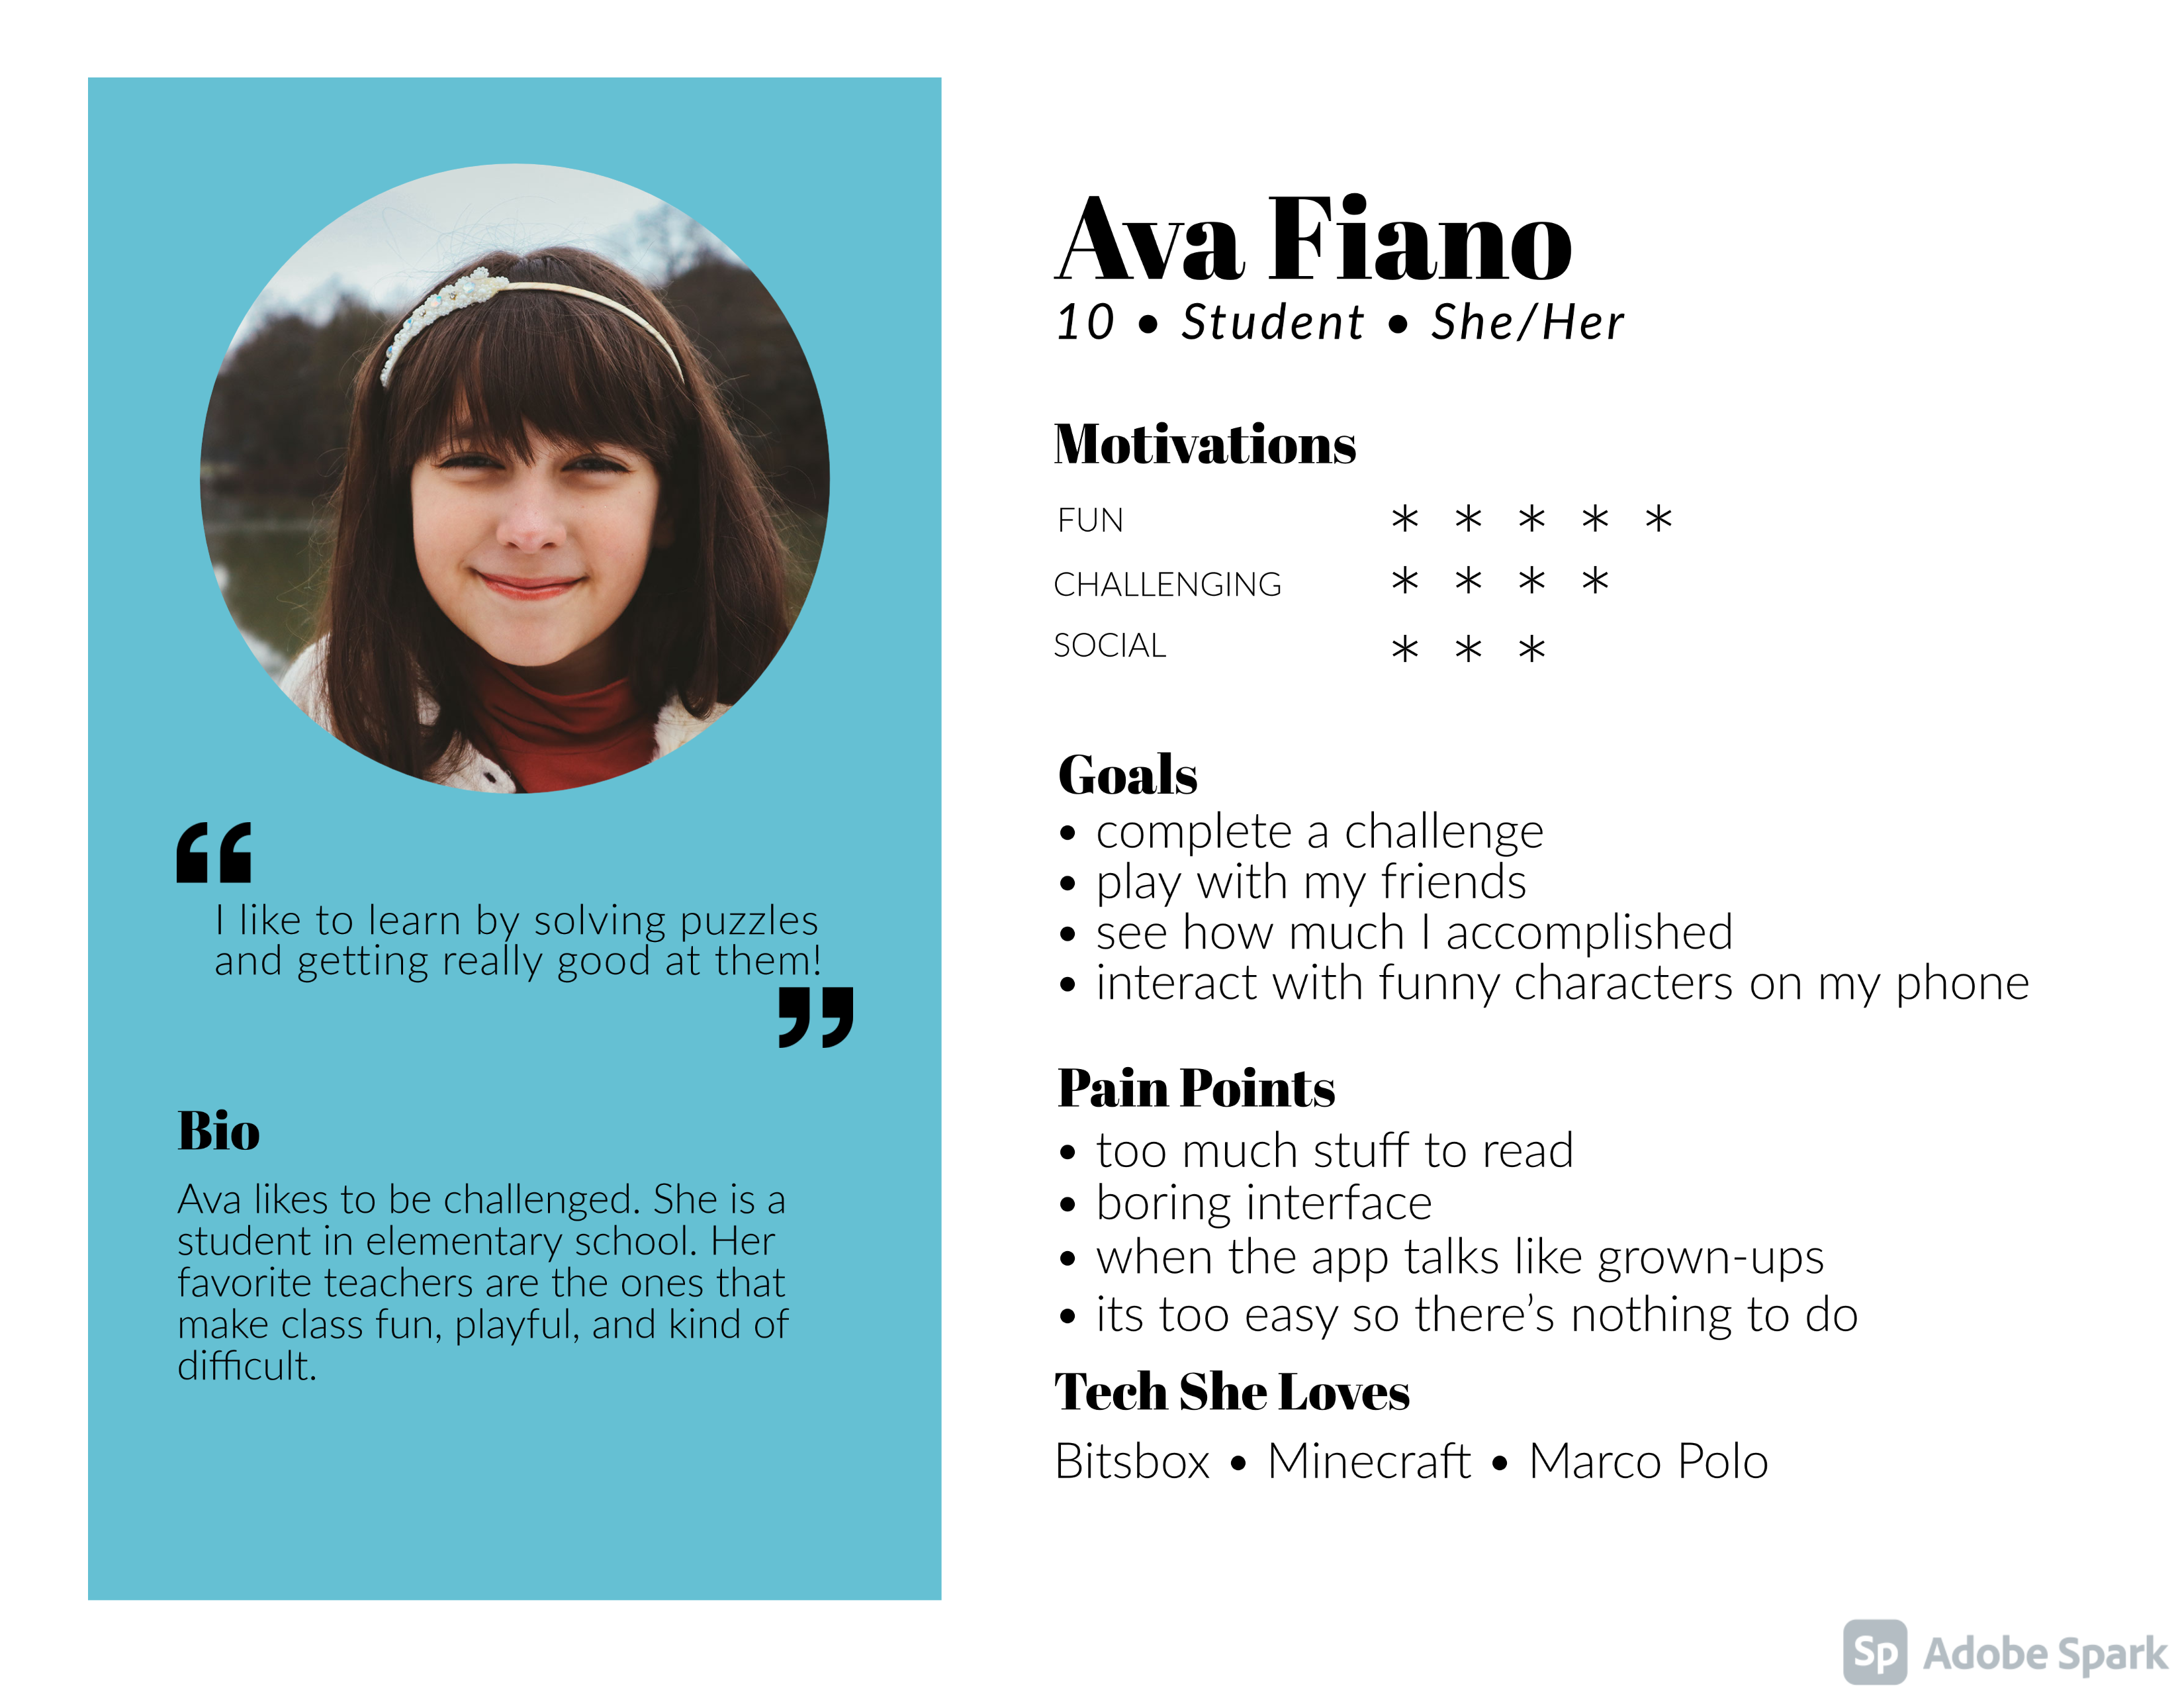 “
I like to learn by solving puzzles
and getting really good at them!
”
Bio
Ava likes to be challenged. She is a
student in elementary school. Her
favorite teachers are the ones that
make class fun, playful, and kind of
difficult.
Ava Fiano
10 • Student • She/Her
Motivations
FUN * * * * *
CHALLENGING * * * *
SOCIAL * * *
Goals
• complete a challenge
• play with my friends
• see how much I accomplished
• interact with funny characters on my phone
Pain Points
• too much stuff to read
• boring interface
• when the app talks like grown-ups
• its too easy so there’s nothing to do
Tech She Loves
Bitsbox • Minecraft • Marco Polo
Sp Adobe Spark